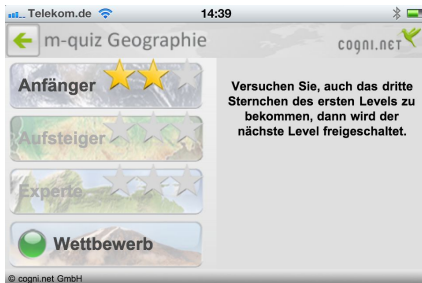 Telekom.de 14:39
m-quiz Geographie
cogni.net
Anfänger
Aufsteiger
Experte
Wettbewerb
Versuchen Sie, auch das dritte
Sternchen des ersten Levels zu
bekommen, dann wird der
nächste Level freigeschaltet.
© cogni.net GmbH